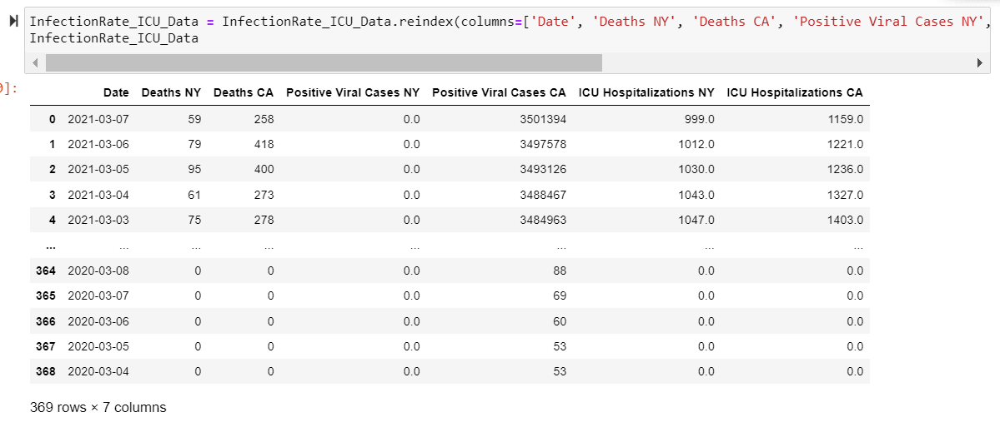 InfectionRate_ICU_Data = InfectionRate_ICU_Data.reindex(columns=['Date', 'Deaths NY', 'Deaths CA', 'Positive Viral Cases NY',
InfectionRate_ICU_Data
]:
Date Deaths NY Deaths CA Positive Viral Cases NY Positive Viral Cases CA ICU Hospitalizations NY ICU Hospitalizations CA
0 2021-03-07 59 258 0.0 3501394 999.0 1159.0
1 2021-03-06 79 418 0.0 3497578 1012.0 1221.0
2 2021-03-05 95 400 0.0 3493126 1030.0 1236.0
3 2021-03-04 61 273 0.0 3488467 1043.0 1327.0
4 2021-03-03 75 278 0.0 3484963 1047.0 1403.0
... ... ... ... ... ... ... ...
364 2020-03-08 0 0 0.0 88 0.0 0.0
365 2020-03-07 0 0 0.0 69 0.0 0.0
366 2020-03-06 0 0 0.0 60 0.0 0.0
367 2020-03-05 0 0 0.0 53 0.0 0.0
368 2020-03-04 0 0 0.0 53 0.0 0.0
369 rows × 7 columns